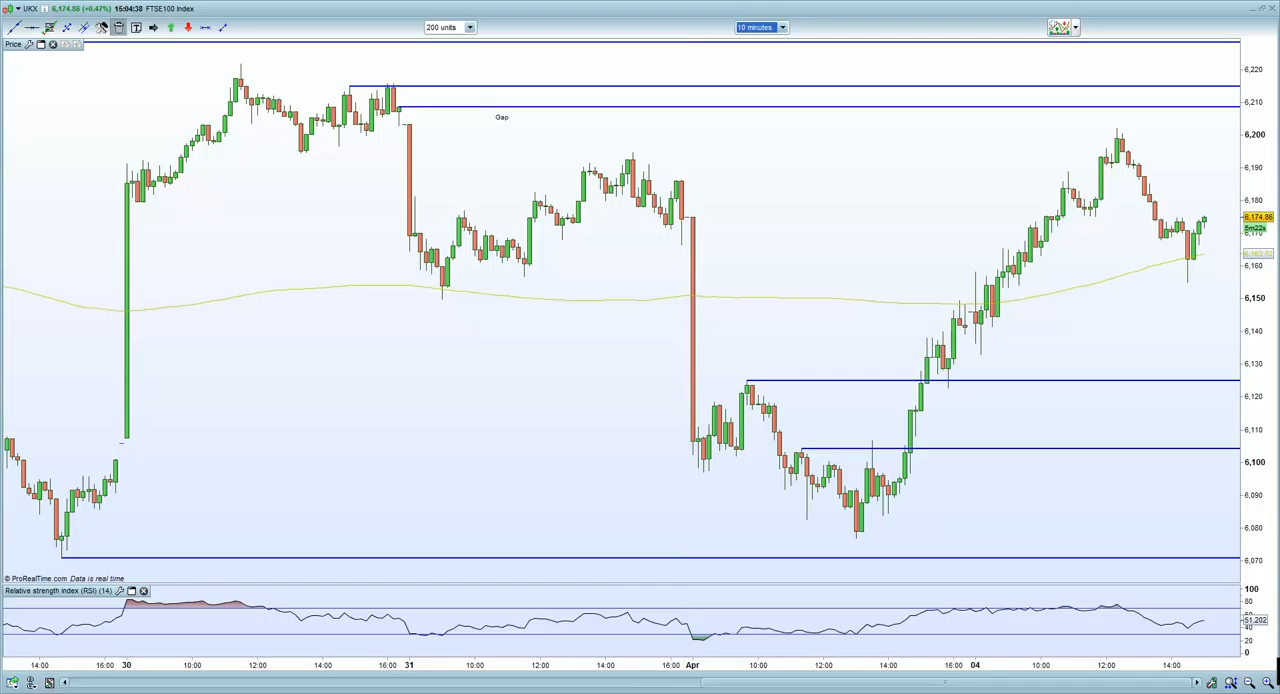 UKX 6,174.88 (+0.47%) 15:04:38 FTSE100 Index
200 units
10 minutes
Price
6,220
6,210
Gap
6,200
6,190
6,180
6,174.86
5m22s
6,170
6,160
6,150
6,140
6,130
6,120
6,110
6,100
6,090
6,080
6,070
© ProRealTime.com Data is real time
Relative strength index (RSI) (14)
100
80
60
51,202
40
20
0
14:00 16:00 30 10:00 12:00 14:00 16:00 31 10:00 12:00 14:00 16:00 Apr 10:00 12:00 14:00 16:00 04 10:00 12:00 14:00